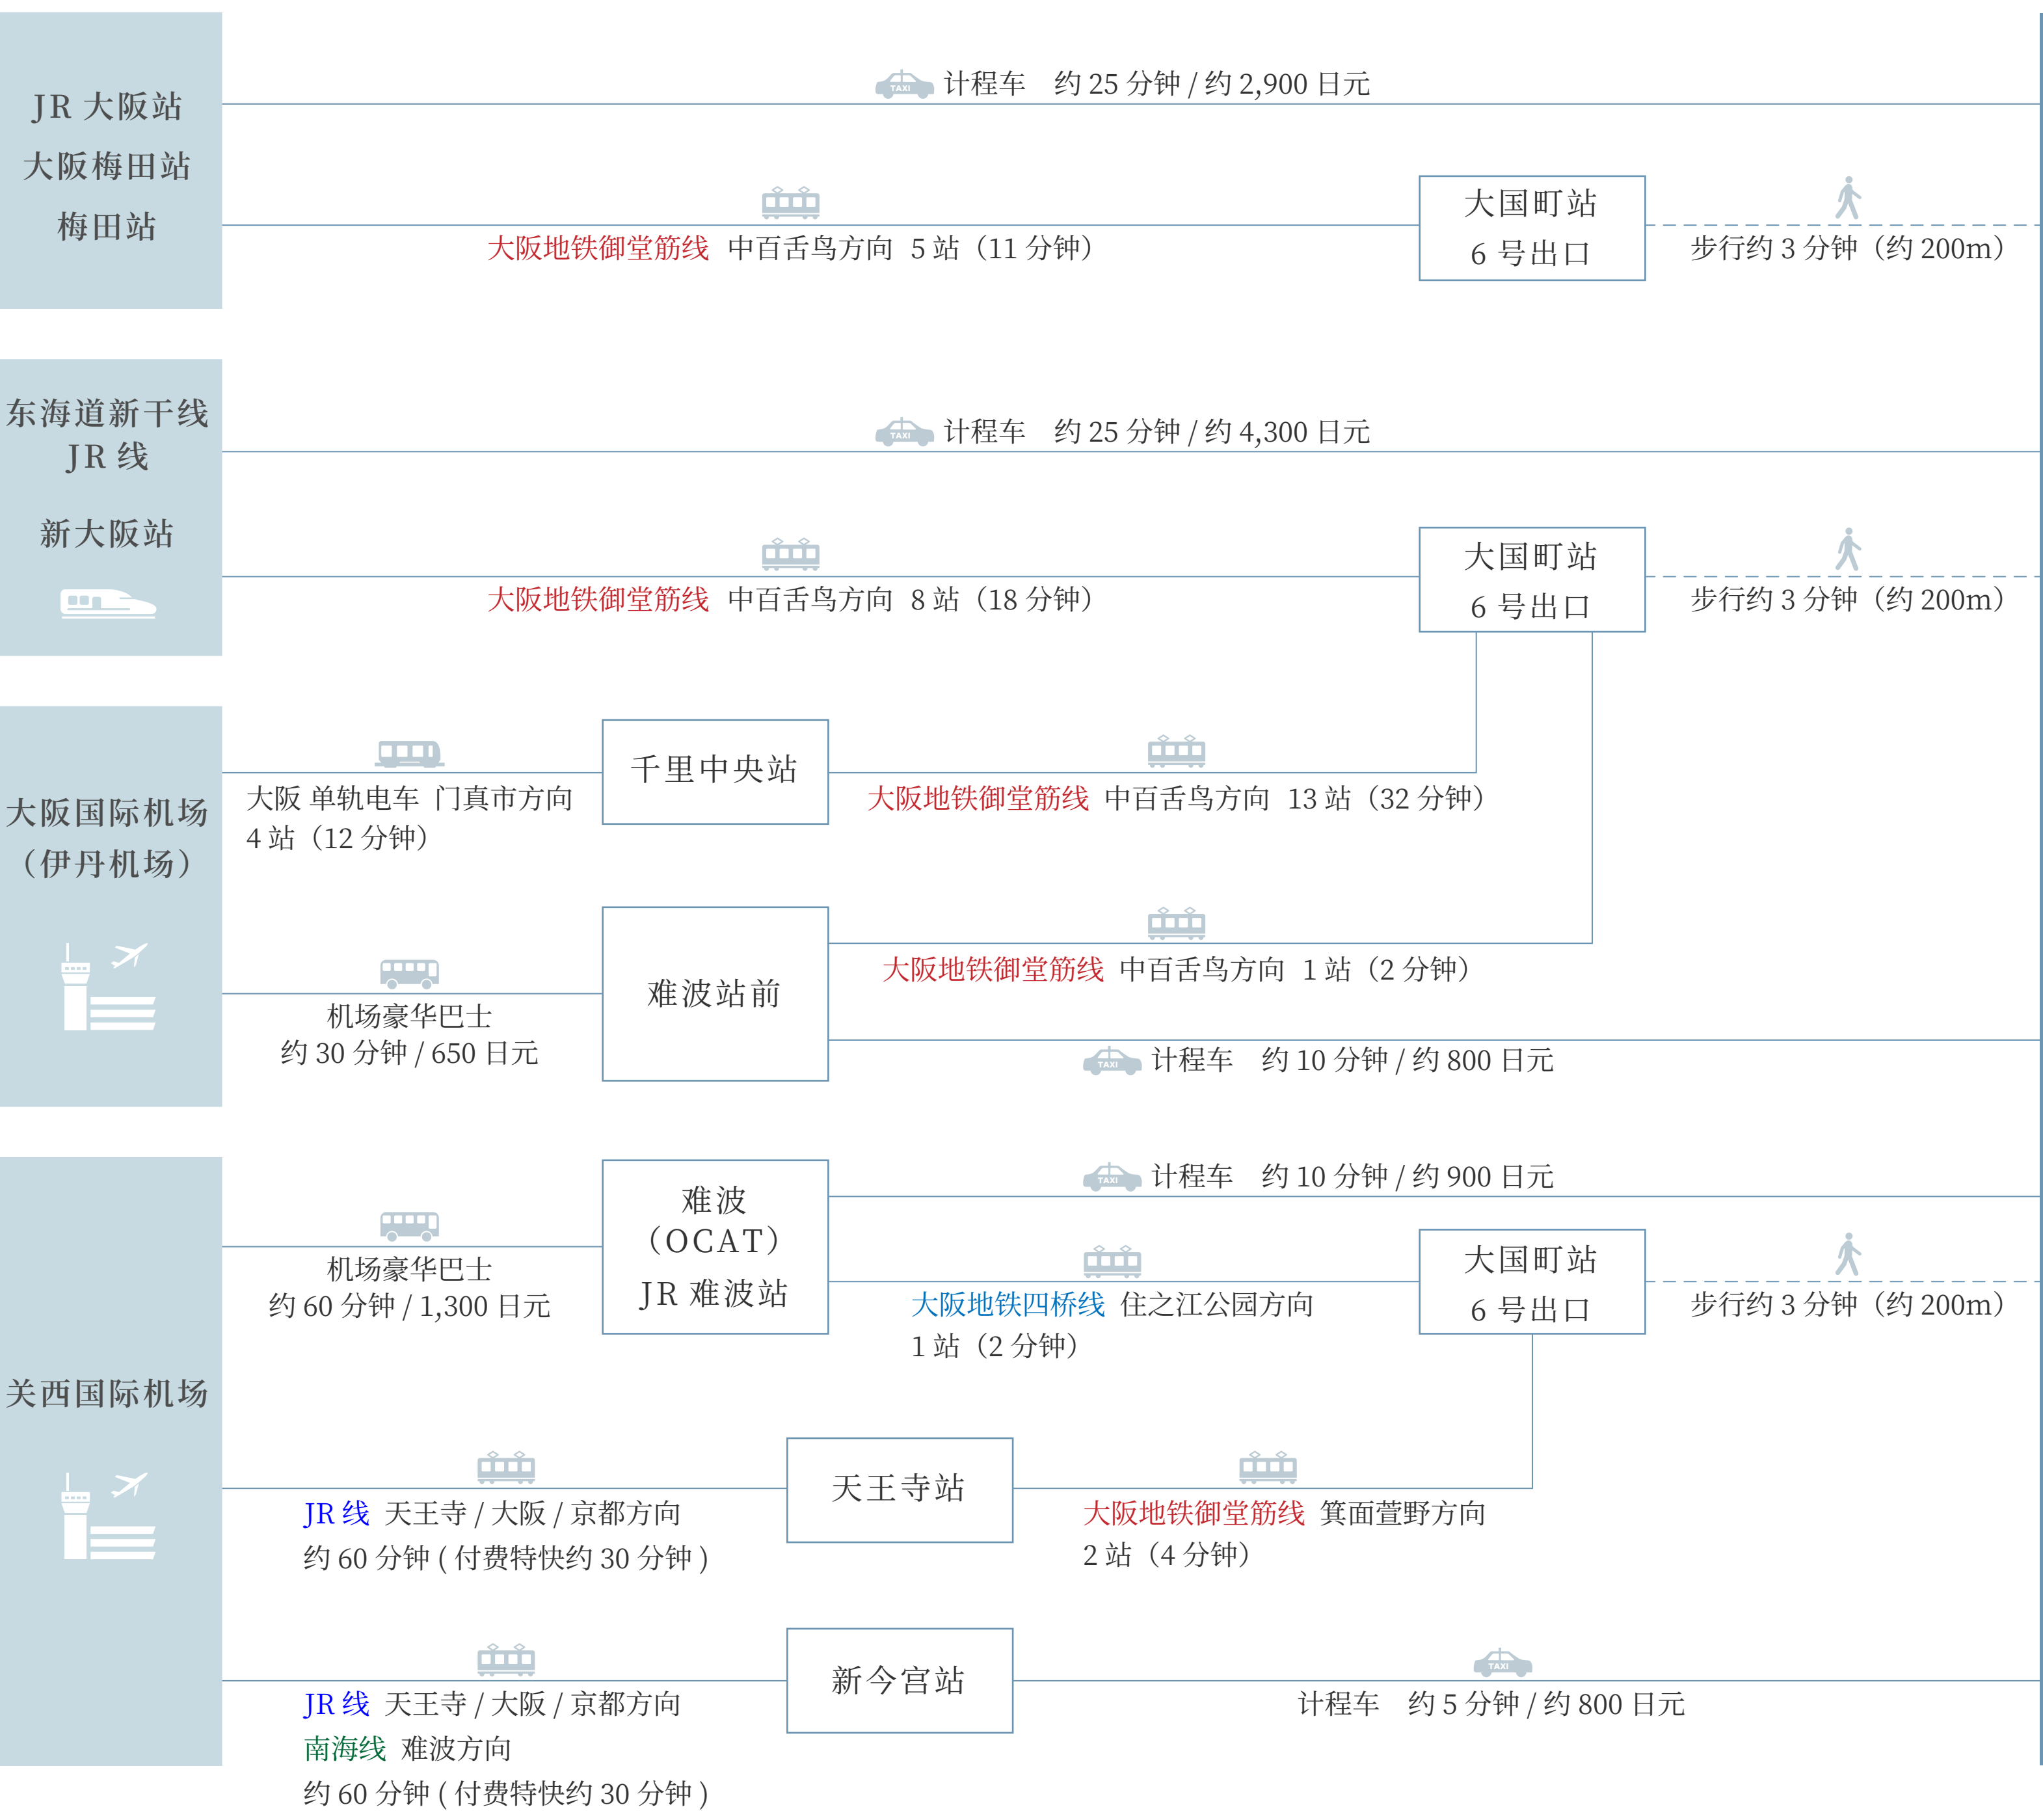 JR 大阪站
大阪梅田站
梅田站
TAXI 计程车 约 25 分钟 / 约 2,900 日元
大阪地铁御堂筋线 中百舌鸟方向 5 站（11 分钟）
大国町站
6 号出口
步行约 3 分钟（约 200m）
东海道新干线
JR 线
新大阪站
TAXI 计程车 约 25 分钟 / 约 4,300 日元
大阪地铁御堂筋线 中百舌鸟方向 8 站（18 分钟）
大国町站
6 号出口
步行约 3 分钟（约 200m）
大阪国际机场
（伊丹机场）
大阪 单轨电车 门真市方向
4 站（12 分钟）
千里中央站
大阪地铁御堂筋线 中百舌鸟方向 13 站（32 分钟）
机场豪华巴士
约 30 分钟 / 650 日元
难波站前
大阪地铁御堂筋线 中百舌鸟方向 1 站（2 分钟）
TAXI 计程车 约 10 分钟 / 约 800 日元
关西国际机场
机场豪华巴士
约 60 分钟 / 1,300 日元
难波
（OCAT）
JR 难波站
TAXI 计程车 约 10 分钟 / 约 900 日元
大阪地铁四桥线 住之江公园方向
1 站（2 分钟）
大国町站
6 号出口
步行约 3 分钟（约 200m）
JR 线 天王寺 / 大阪 / 京都方向
约 60 分钟 ( 付费特快约 30 分钟 )
天王寺站
大阪地铁御堂筋线 箕面萱野方向
2 站（4 分钟）
JR 线 天王寺 / 大阪 / 京都方向
南海线 难波方向
约 60 分钟 ( 付费特快约 30 分钟 )
新今宫站
TAXI
计程车 约 5 分钟 / 约 800 日元